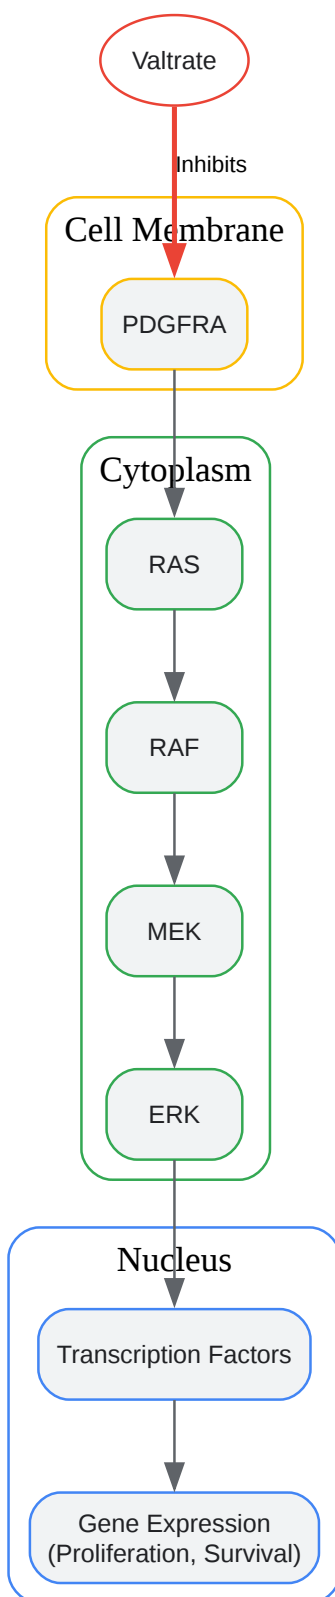 Valtrate
Inhibits
Cell Membrane
PDGFRA
Cytoplasm
RAS
RAF
MEK
ERK
Nucleus
Transcription Factors
Gene Expression
(Proliferation, Survival)